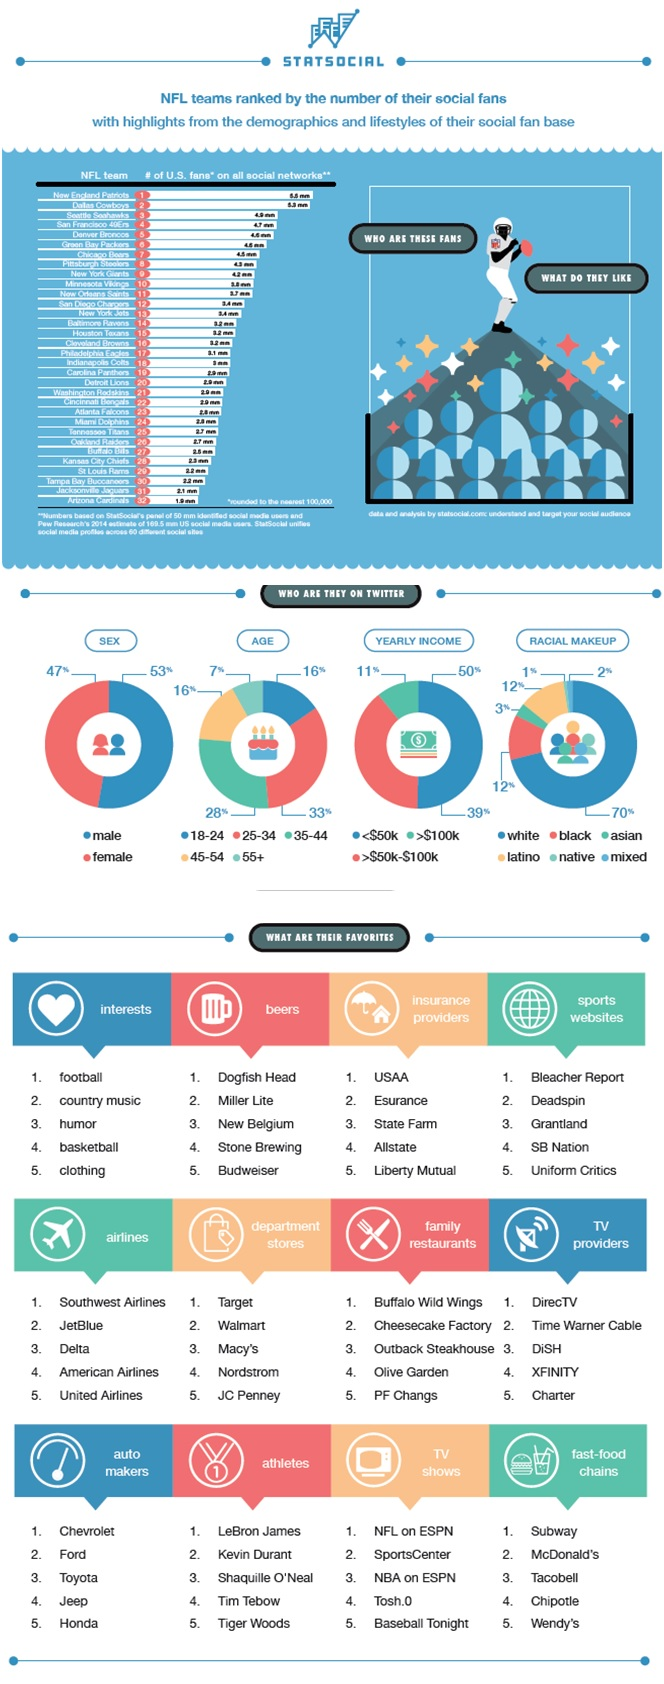 STATSOCIAL
NFL teams ranked by the number of their social fans
with highlights from the demographics and lifestyles of their social fan base
NFL team # of U.S. fans* on all social networks**
New England Patriots 1 5.5 mm
Dallas Cowboys 2 5.3 mm
Seattle Seahawks 3 4.9 mm
San Francisco 49Ers 4 4.7 mm
Denver Broncos 5 4.6 mm
Green Bay Packers 6 4.6 mm
Chicago Bears 7 4.5 mm
Pittsburgh Steelers 8 4.3 mm
New York Giants 9 4.2 mm
Minnesota Vikings 10 3.8 mm
New Orleans Saints 11 3.7 mm
San Diego Chargers 12 3.4 mm
New York Jets 13 3.4 mm
Baltimore Ravens 14 3.2 mm
Houston Texans 15 3.2 mm
Cleveland Browns 16 3.2 mm
Philadelphia Eagles 17 3.1 mm
Indianapolis Colts 18 3 mm
Carolina Panthers 19 2.9 mm
Detroit Lions 20 2.9 mm
Washington Redskins 21 2.9 mm
Cincinnati Bengals 22 2.9 mm
Atlanta Falcons 23 2.8 mm
Miami Dolphins 24 2.8 mm
Tennessee Titans 25 2.7 mm
Oakland Raiders 26 2.7 mm
Buffalo Bills 27 2.5 mm
Kansas City Chiefs 28 2.3 mm
St Louis Rams 29 2.2 mm
Tampa Bay Buccaneers 30 2.2 mm
Jacksonville Jaguars 31 2.1 mm
Arizona Cardinals 32 1.9 mm
*rounded to the nearest 100,000
**Numbers based on StatSocial's panel of 50 mm identified social media users and
Pew Research's 2014 estimate of 169.5 mm US social media users. StatSocial unifies
social media profiles across 60 different social sites
WHO ARE THESE FANS
WHAT DO THEY LIKE
data and analysis by statsocial.com: understand and target your social audience
WHO ARE THEY ON TWITTER
SEX AGE YEARLY INCOME RACIAL MAKEUP
47% 53%
7% 16%
16%
28% 33%
11% 50%
39%
1% 2%
12%
3%
12%
70%
male
female
18-24 25-34 35-44
45-54 55+
<$50k >$100k
>$50k-$100k
white black asian
latino native mixed
WHAT ARE THEIR FAVORITES
interests
1. football
2. country music
3. humor
4. basketball
5. clothing
beers
1. Dogfish Head
2. Miller Lite
3. New Belgium
4. Stone Brewing
5. Budweiser
insurance
providers
1. USAA
2. Esurance
3. State Farm
4. Allstate
5. Liberty Mutual
sports
websites
1. Bleacher Report
2. Deadspin
3. Grantland
4. SB Nation
5. Uniform Critics
airlines
1. Southwest Airlines
2. JetBlue
3. Delta
4. American Airlines
5. United Airlines
department
stores
1. Target
2. Walmart
3. Macy's
4. Nordstrom
5. JC Penney
family
restaurants
1. Buffalo Wild Wings
2. Cheesecake Factory
3. Outback Steakhouse
4. Olive Garden
5. PF Changs
TV
providers
1. DirecTV
2. Time Warner Cable
3. DiSH
4. XFINITY
5. Charter
auto
makers
1. Chevrolet
2. Ford
3. Toyota
4. Jeep
5. Honda
athletes
1. LeBron James
2. Kevin Durant
3. Shaquille O'Neal
4. Tim Tebow
5. Tiger Woods
TV
shows
1. NFL on ESPN
2. SportsCenter
3. NBA on ESPN
4. Tosh.0
5. Baseball Tonight
fast-food
chains
1. Subway
2. McDonald's
3. Tacobell
4. Chipotle
5. Wendy's